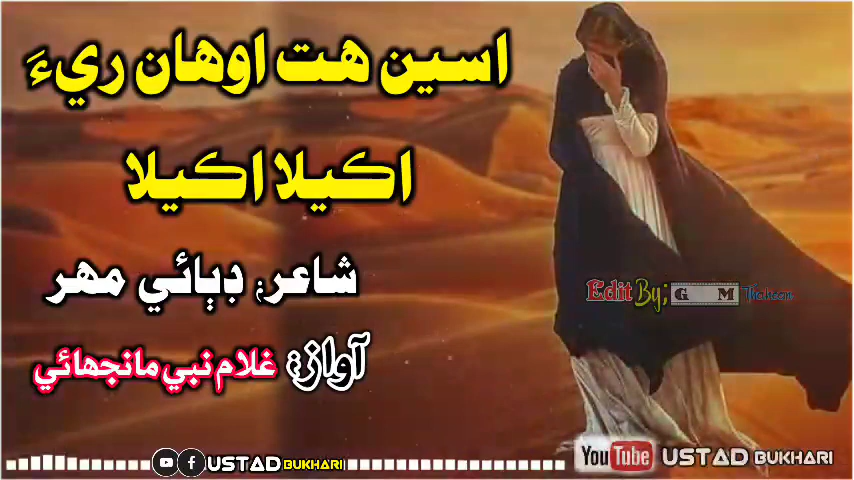 اسين هت اوهان ريءَ
اڪيلا اڪيلا
شاعر؛ دٻائي مهر
آواز؛ غلام نبي مانجهائي
Edit By; G M
USTAD BUKHARI
YouTube USTAD BUKHARI